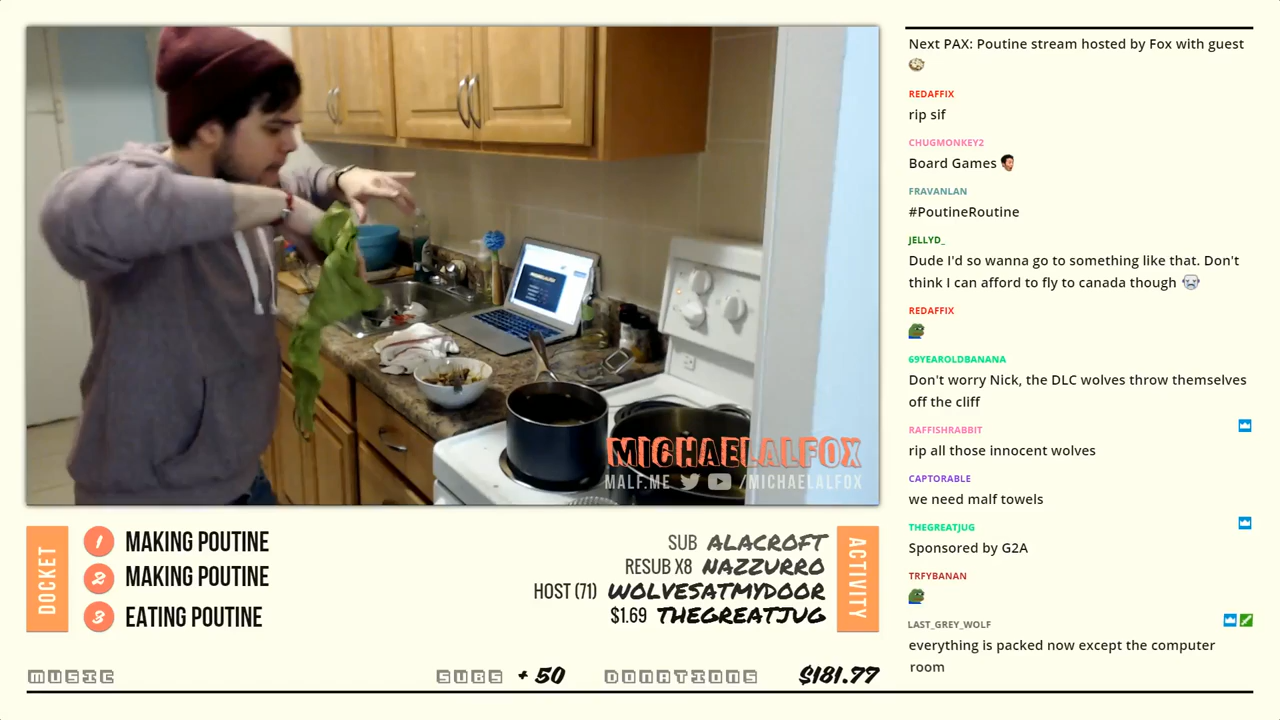 MICHAELALFOX
MALF.ME /MICHAELALFOX
DOCKET
1 MAKING POUTINE
2 MAKING POUTINE
3 EATING POUTINE
SUB ALACROFT
RESUB X8 NAZZURRO
HOST (71) WOLVESATMYDOOR
$1.69 THEGREATJUG
ACTIVITY
MUSIC
SUBS + 50
DONATIONS $181.77
Next PAX: Poutine stream hosted by Fox with guest
REDAFFIX
rip sif
CHUGMONKEY2
Board Games
FRAVANLAN
#PoutineRoutine
JELLYD_
Dude I'd so wanna go to something like that. Don't
think I can afford to fly to canada though
REDAFFIX
69YEAROLDBANANA
Don't worry Nick, the DLC wolves throw themselves
off the cliff
RAFFISHRABBIT
rip all those innocent wolves
CAPTORABLE
we need malf towels
THEGREATJUG
Sponsored by G2A
TRFYBANAN
LAST_GREY_WOLF
everything is packed now except the computer
room